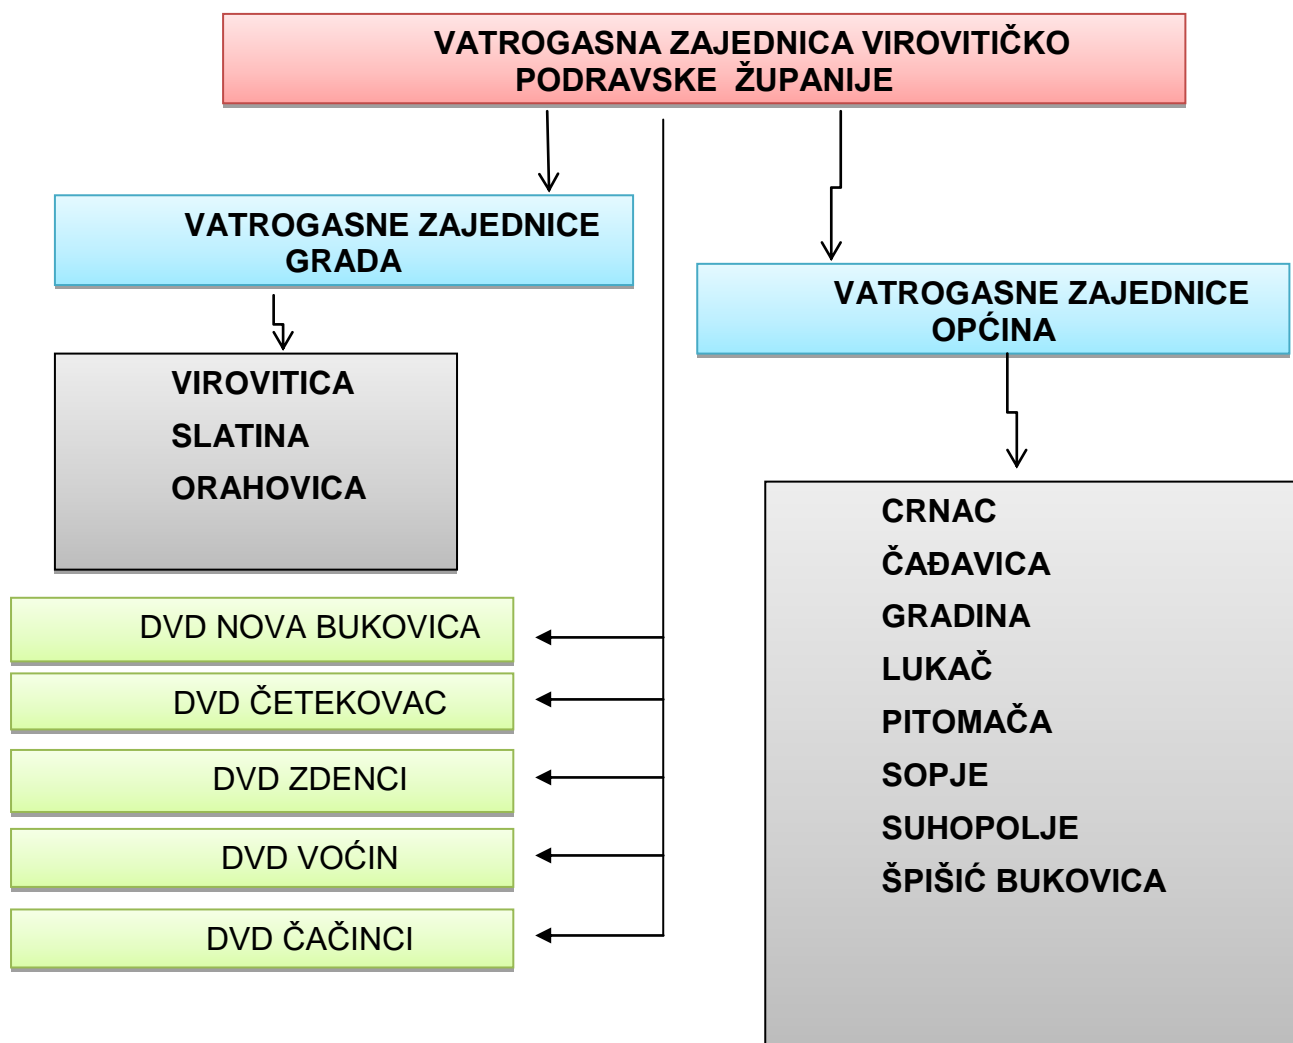 VATROGASNA ZAJEDNICA VIROVITIČKO
PODRAVSKE ŽUPANIJE
VATROGASNE ZAJEDNICE
GRADA
VIROVITICA
SLATINA
ORAHOVICA
DVD NOVA BUKOVICA
DVD ČETEKOVAC
DVD ZDENCI
DVD VOĆIN
DVD ČAČINCI
VATROGASNE ZAJEDNICE
OPĆINA
CRNAC
ČAĐAVICA
GRADINA
LUKAČ
PITOMAČA
SOPJE
SUHOPOLJE
ŠPIŠIĆ BUKOVICA